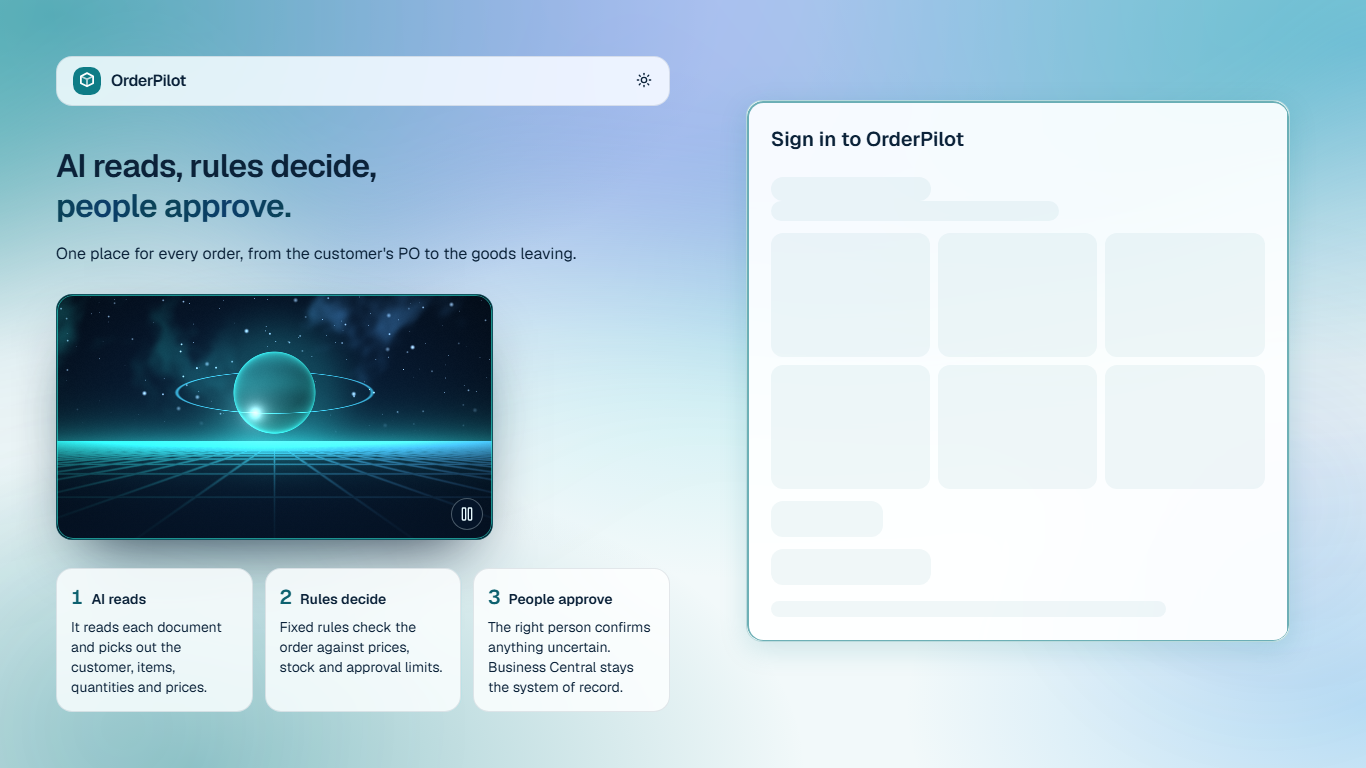 OrderPilot
AI reads, rules decide,
people approve.
One place for every order, from the customer's PO to the goods leaving.
1 AI reads
It reads each document
and picks out the
customer, items,
quantities and prices.
2 Rules decide
Fixed rules check the
order against prices,
stock and approval limits.
3 People approve
The right person confirms
anything uncertain.
Business Central stays
the system of record.
Sign in to OrderPilot